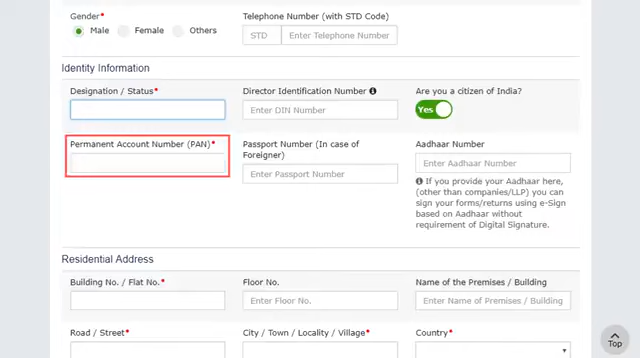 Gender*
Telephone Number (with STD Code)
Male
Female
Others
STD
Enter Telephone Number
Identity Information
Designation / Status*
Director Identification Number
Are you a citizen of India?
Enter DIN Number
Yes
Permanent Account Number (PAN)*
Passport Number (In case of
Foreigner)
Aadhaar Number
Enter Passport Number
Enter Aadhaar Number
If you provide your Aadhaar here,
(other than companies/LLP) you can
sign your forms/returns using e-Sign
based on Aadhaar without
requirement of Digital Signature.
Residential Address
Building No. / Flat No.*
Floor No.
Name of the Premises / Building
Enter Floor No.
Enter Name of Premises / Building
Road / Street*
City / Town / Locality / Village*
Country*
Top